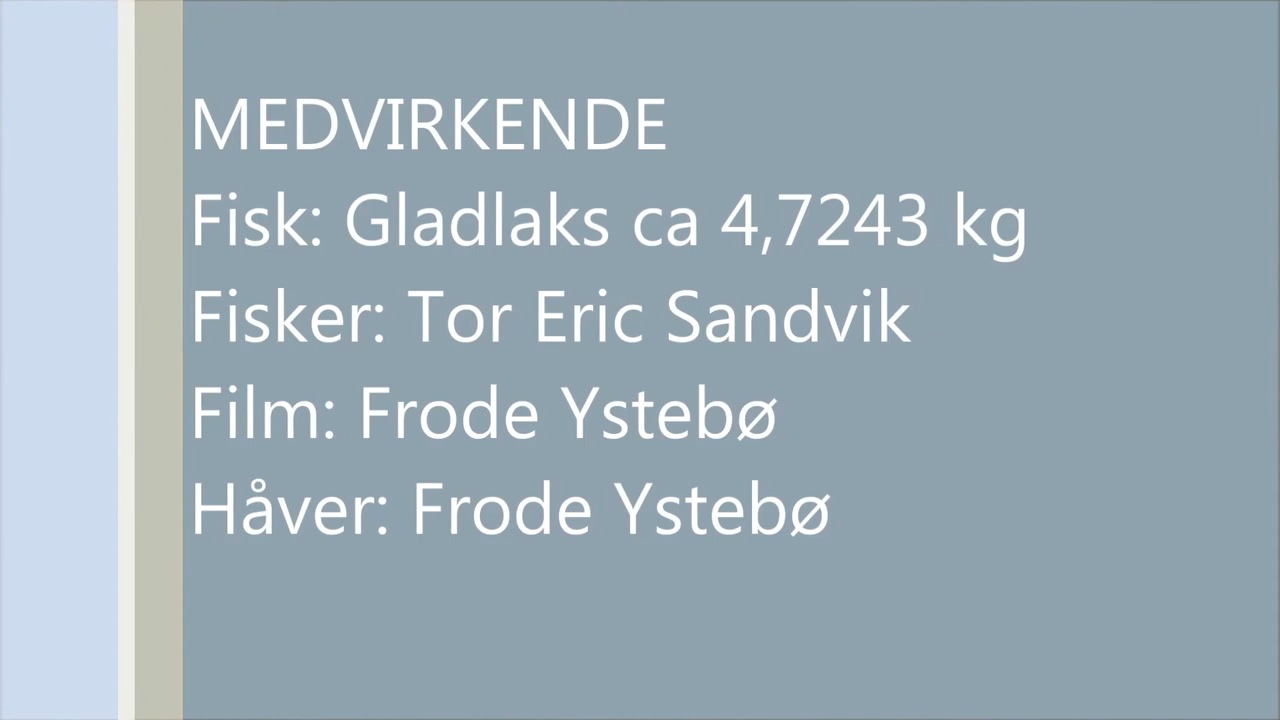 MEDVIRKENDE
Fisk: Gladlaks ca 4,7243 kg
Fisker: Tor Eric Sandvik
Film: Frode Ystebø
Håver: Frode Ystebø